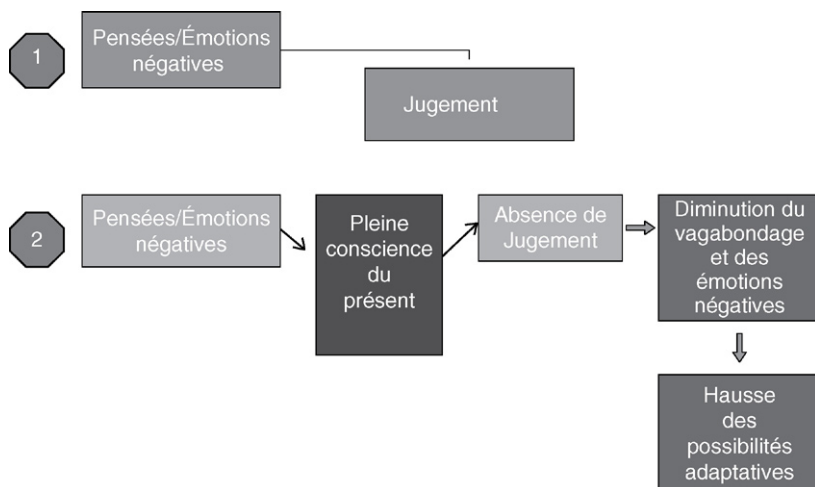 1
Pensées/Émotions
négatives
Jugement
2
Pensées/Émotions
négatives
Pleine
conscience
du
présent
Absence de
Jugement
Diminution du
vagabondage
et des
émotions
négatives
Hausse
des
possibilités
adaptatives